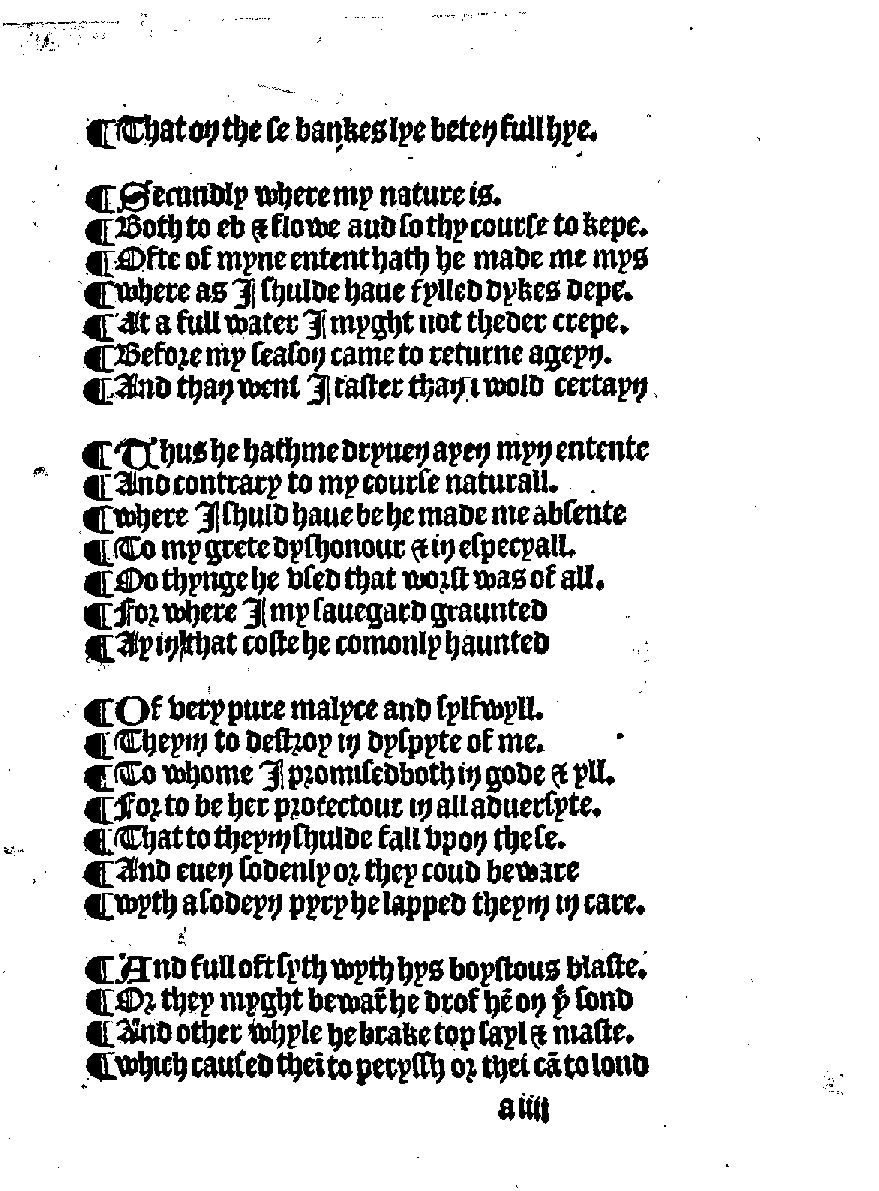 ¶That on the se bankes lye beten full hye.
¶Secundly where my nature is.
¶Both to eb & flowe aud so thy course to kepe.
¶Ofte of myne entent hath he made me mys
¶where as I shulde haue fylled dykes depe.
¶At a full water I myght not theder crepe.
¶Before my season came to returne ageyn.
¶And than went I faster than i wold certayn
¶Thus he hath me dryuen ayen myn entente
¶And contrary to my course naturall.
¶where I shuld haue be he made me absente
¶To my grete dyshonour & in especyall.
¶Oo thynge he vsed that worst was of all.
¶For where I my sauegard graunted
¶Ay in that coste he comonly haunted
¶Of very pure malyce and sylfwyll.
¶Theym to destroy in dyspyte of me.
¶To whome I promised both in gode & yll.
¶For to be her protectour in all aduersyte.
¶That to theym shulde fall vpon the se.
¶And euen sodenly or they coud beware
¶wyth a sodeyn pyry he lapped theym in care.
¶And full oft syth wyth hys boystous blaste.
¶Or they myght bewar̃ he drof hē on þͤ sond
¶And other whyle he brake top sayl & maste.
¶which caused theī to peryssh or thei cā to lond
aiiij